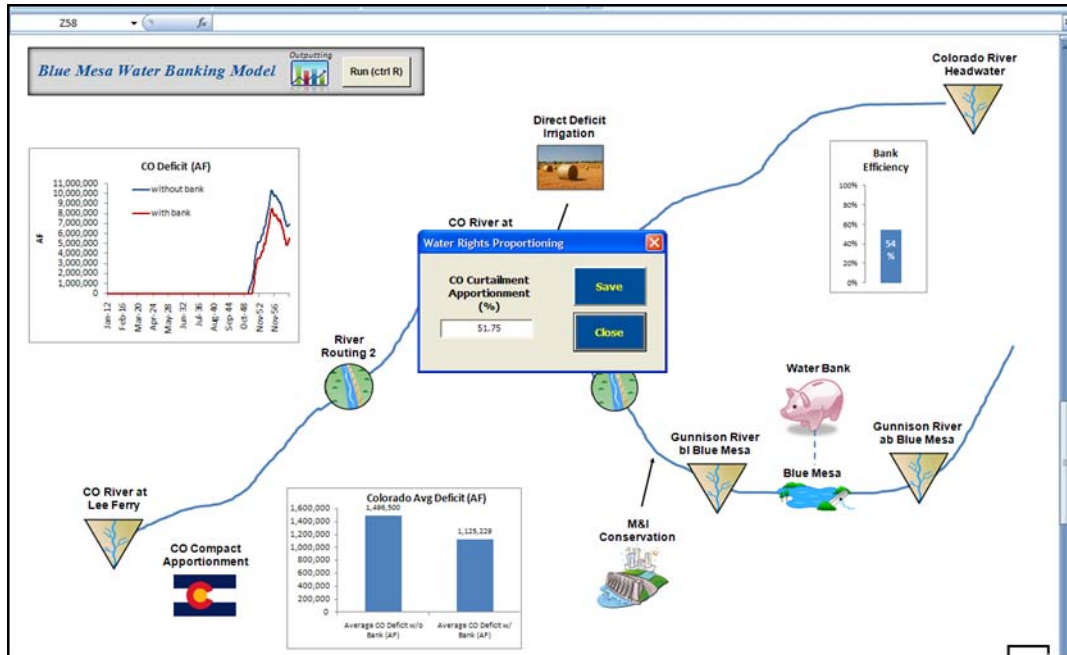 Z58
fx
Blue Mesa Water Banking Model
Outputting
Run (ctrl R)
Colorado River
Headwater
Direct Deficit
Irrigation
CO Deficit (AF)
11,000,000
10,000,000
9,000,000
8,000,000
7,000,000
6,000,000
5,000,000
4,000,000
3,000,000
2,000,000
1,000,000
0
AF
without bank
with bank
Jan-12
Feb-16
Mar-20
Apr-24
May-28
Jun-32
Jul-36
Aug-40
Sep-44
Oct-48
Nov-52
Nov-56
Bank
Efficiency
100%
80%
60%
40%
20%
0%
54
%
CO River at
Water Rights Proportioning
CO Curtailment
Apportionment
(%)
51.75
Save
Close
River
Routing 2
Water Bank
Gunnison River
bl Blue Mesa
Gunnison River
ab Blue Mesa
Blue Mesa
CO River at
Lee Ferry
CO Compact
Apportionment
Colorado Avg Deficit (AF)
1,600,000
1,400,000
1,200,000
1,000,000
800,000
600,000
400,000
200,000
0
1,486,500
1,125,229
Average CO Deficit w/o
Bank (AF)
Average CO Deficit w/
Bank (AF)
M&I
Conservation